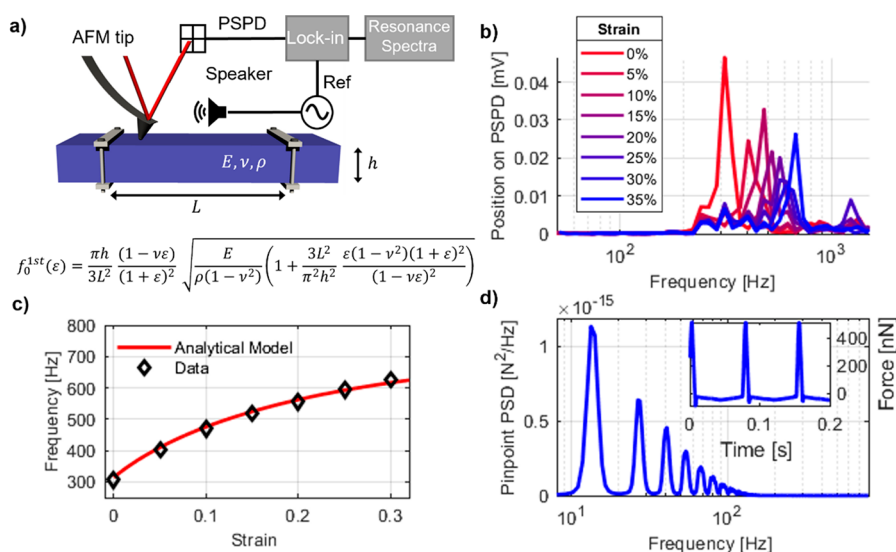 a)
AFM tip
PSPD
Lock-in
Resonance
Spectra
Speaker
Ref
E, ν, ρ
h
L
f₀¹ˢᵗ(ε) = πh/3L² (1 − νε)/(1 + ε)² √(E/ρ(1 − ν²) (1 + 3L²/π²h² ε(1 − ν²)(1 + ε)²/(1 − νε)²))
b)
Strain
0%
5%
10%
15%
20%
25%
30%
35%
Position on PSPD [mV]
0.04
0.03
0.02
0.01
0
10²
10³
Frequency [Hz]
c)
Frequency [Hz]
800
700
600
500
400
300
Analytical Model
Data
0
0.1
0.2
0.3
Strain
d)
× 10⁻¹⁵
Pinpoint PSD [N²/Hz]
1
0.5
0
10¹
10²
Frequency [Hz]
400
200
0
Force [nN]
0
0.1
0.2
Time [s]